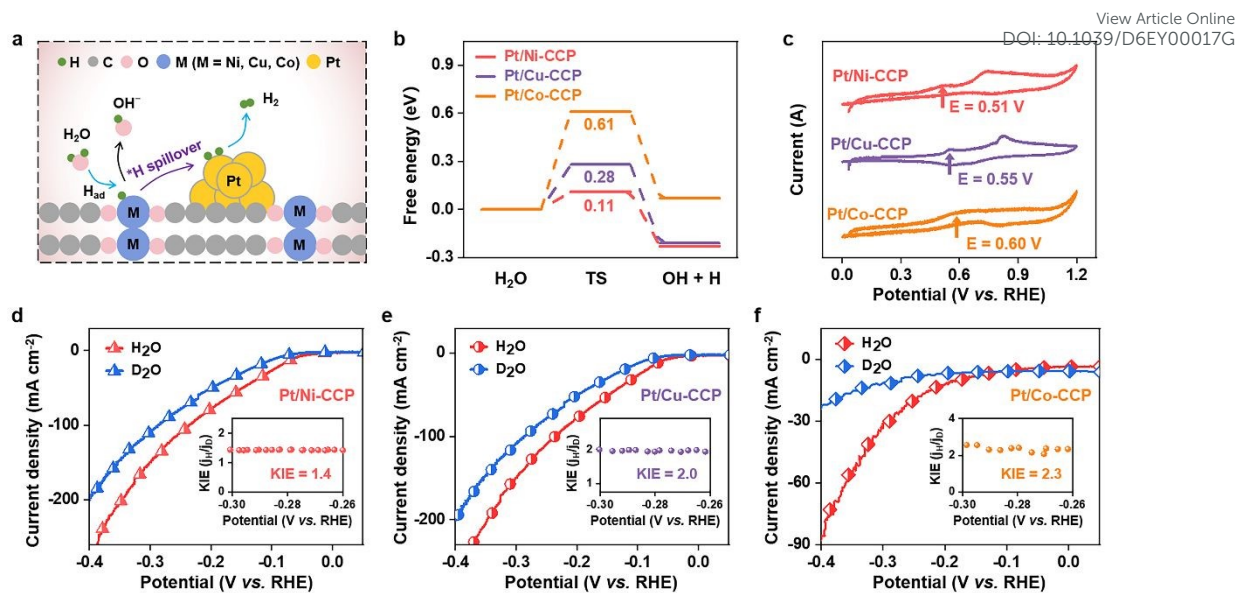 View Article Online
DOI: 10.1039/D6EY00017G
a
H C O M (M = Ni, Cu, Co) Pt
OH⁻
H₂
H₂O
*H spillover
Had
Pt
M M
M M
b
Pt/Ni-CCP
Pt/Cu-CCP
Pt/Co-CCP
Free energy (eV)
0.9
0.6
0.3
0.0
-0.3
0.61
0.28
0.11
H₂O TS OH + H
c
Current (A)
Pt/Ni-CCP
E = 0.51 V
Pt/Cu-CCP
E = 0.55 V
Pt/Co-CCP
E = 0.60 V
0.0 0.3 0.6 0.9 1.2
Potential (V vs. RHE)
d
Current density (mA cm⁻²)
0
-100
-200
H₂O
D₂O
Pt/Ni-CCP
KIE (jH/jD)
2
1
0
KIE = 1.4
-0.30 -0.28 -0.26
Potential (V vs. RHE)
-0.4 -0.3 -0.2 -0.1 0.0
Potential (V vs. RHE)
e
Current density (mA cm⁻²)
0
-100
-200
H₂O
D₂O
Pt/Cu-CCP
KIE (jH/jD)
3
2
1
0
KIE = 2.0
-0.30 -0.28 -0.26
Potential (V vs. RHE)
-0.4 -0.3 -0.2 -0.1 0.0
Potential (V vs. RHE)
f
Current density (mA cm⁻²)
0
-30
-60
-90
H₂O
D₂O
Pt/Co-CCP
KIE (jH/jD)
4
2
0
KIE = 2.3
-0.30 -0.28 -0.26
Potential (V vs. RHE)
-0.4 -0.3 -0.2 -0.1 0.0
Potential (V vs. RHE)